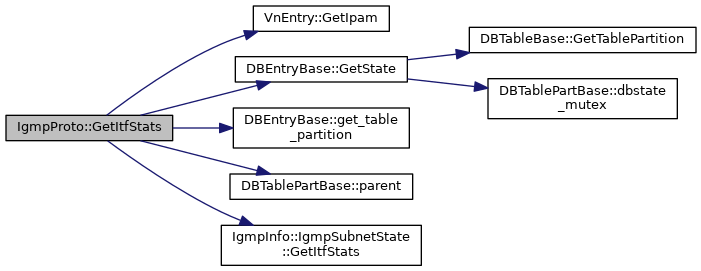 IgmpProto::GetItfStats
VnEntry::GetIpam
DBEntryBase::GetState
DBTableBase::GetTablePartition
DBTablePartBase::dbstate
_mutex
DBEntryBase::get_table
_partition
DBTablePartBase::parent
IgmpInfo::IgmpSubnetState
::GetItfStats